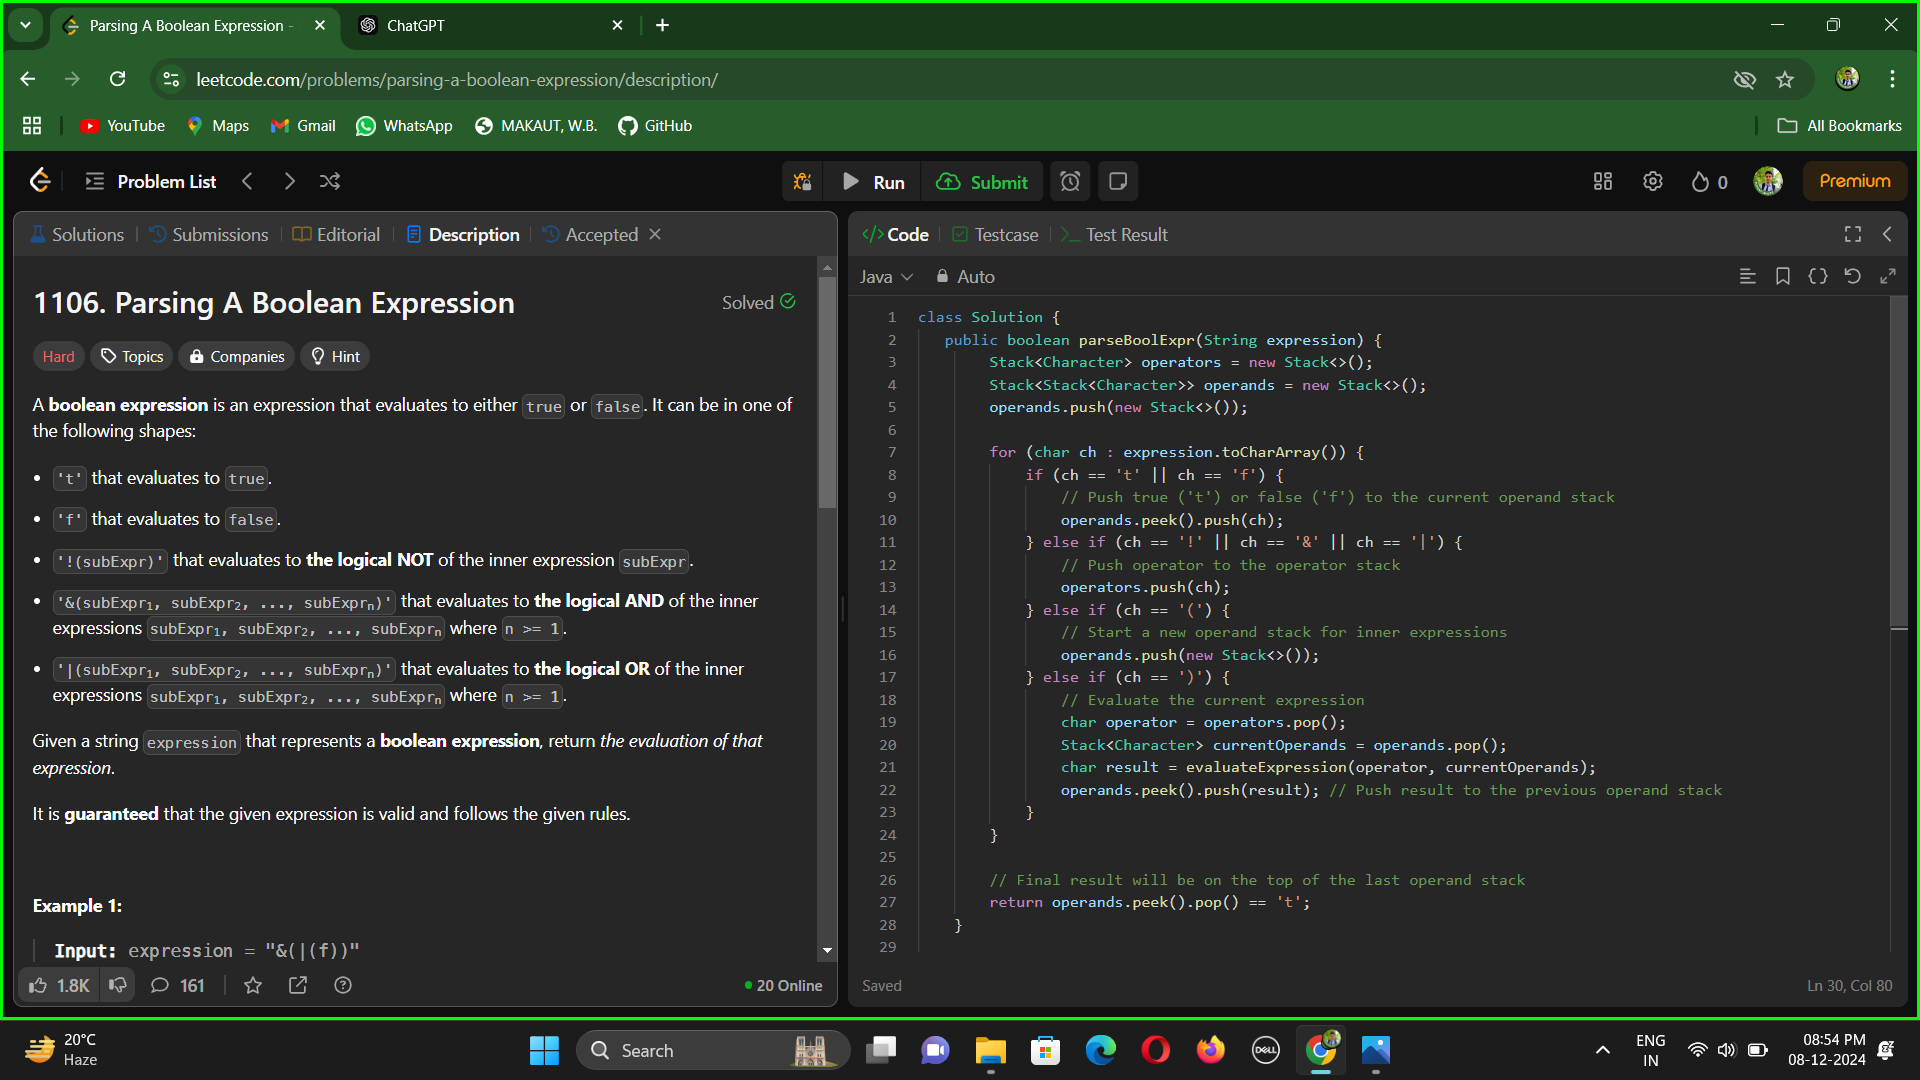 Parsing A Boolean Expression -
ChatGPT
leetcode.com/problems/parsing-a-boolean-expression/description/
YouTube
Maps
Gmail
WhatsApp
MAKAUT, W.B.
GitHub
All Bookmarks
Problem List
Run
Submit
0
Premium
Solutions
Submissions
Editorial
Description
Accepted
1106. Parsing A Boolean Expression
Solved
Hard
Topics
Companies
Hint
A boolean expression is an expression that evaluates to either true or false. It can be in one of
the following shapes:
• 't' that evaluates to true.
• 'f' that evaluates to false.
• '!(subExpr)' that evaluates to the logical NOT of the inner expression subExpr.
• '&(subExpr1, subExpr2, ..., subExprn)' that evaluates to the logical AND of the inner
expressions subExpr1, subExpr2, ..., subExprn where n >= 1.
• '|(subExpr1, subExpr2, ..., subExprn)' that evaluates to the logical OR of the inner
expressions subExpr1, subExpr2, ..., subExprn where n >= 1.
Given a string expression that represents a boolean expression, return the evaluation of that
expression.
It is guaranteed that the given expression is valid and follows the given rules.
Example 1:
Input: expression = "&(|(f))"
1.8K
161
20 Online
Code
Testcase
Test Result
Java
Auto
1 class Solution {
2 public boolean parseBoolExpr(String expression) {
3 Stack<Character> operators = new Stack<>();
4 Stack<Stack<Character>> operands = new Stack<>();
5 operands.push(new Stack<>());
6
7 for (char ch : expression.toCharArray()) {
8 if (ch == 't' || ch == 'f') {
9 // Push true ('t') or false ('f') to the current operand stack
10 operands.peek().push(ch);
11 } else if (ch == '!' || ch == '&' || ch == '|') {
12 // Push operator to the operator stack
13 operators.push(ch);
14 } else if (ch == '(') {
15 // Start a new operand stack for inner expressions
16 operands.push(new Stack<>());
17 } else if (ch == ')') {
18 // Evaluate the current expression
19 char operator = operators.pop();
20 Stack<Character> currentOperands = operands.pop();
21 char result = evaluateExpression(operator, currentOperands);
22 operands.peek().push(result); // Push result to the previous operand stack
23 }
24 }
25
26 // Final result will be on the top of the last operand stack
27 return operands.peek().pop() == 't';
28 }
29
Saved
Ln 30, Col 80
20°C
Haze
Search
DELL
ENG
IN
08:54 PM
08-12-2024